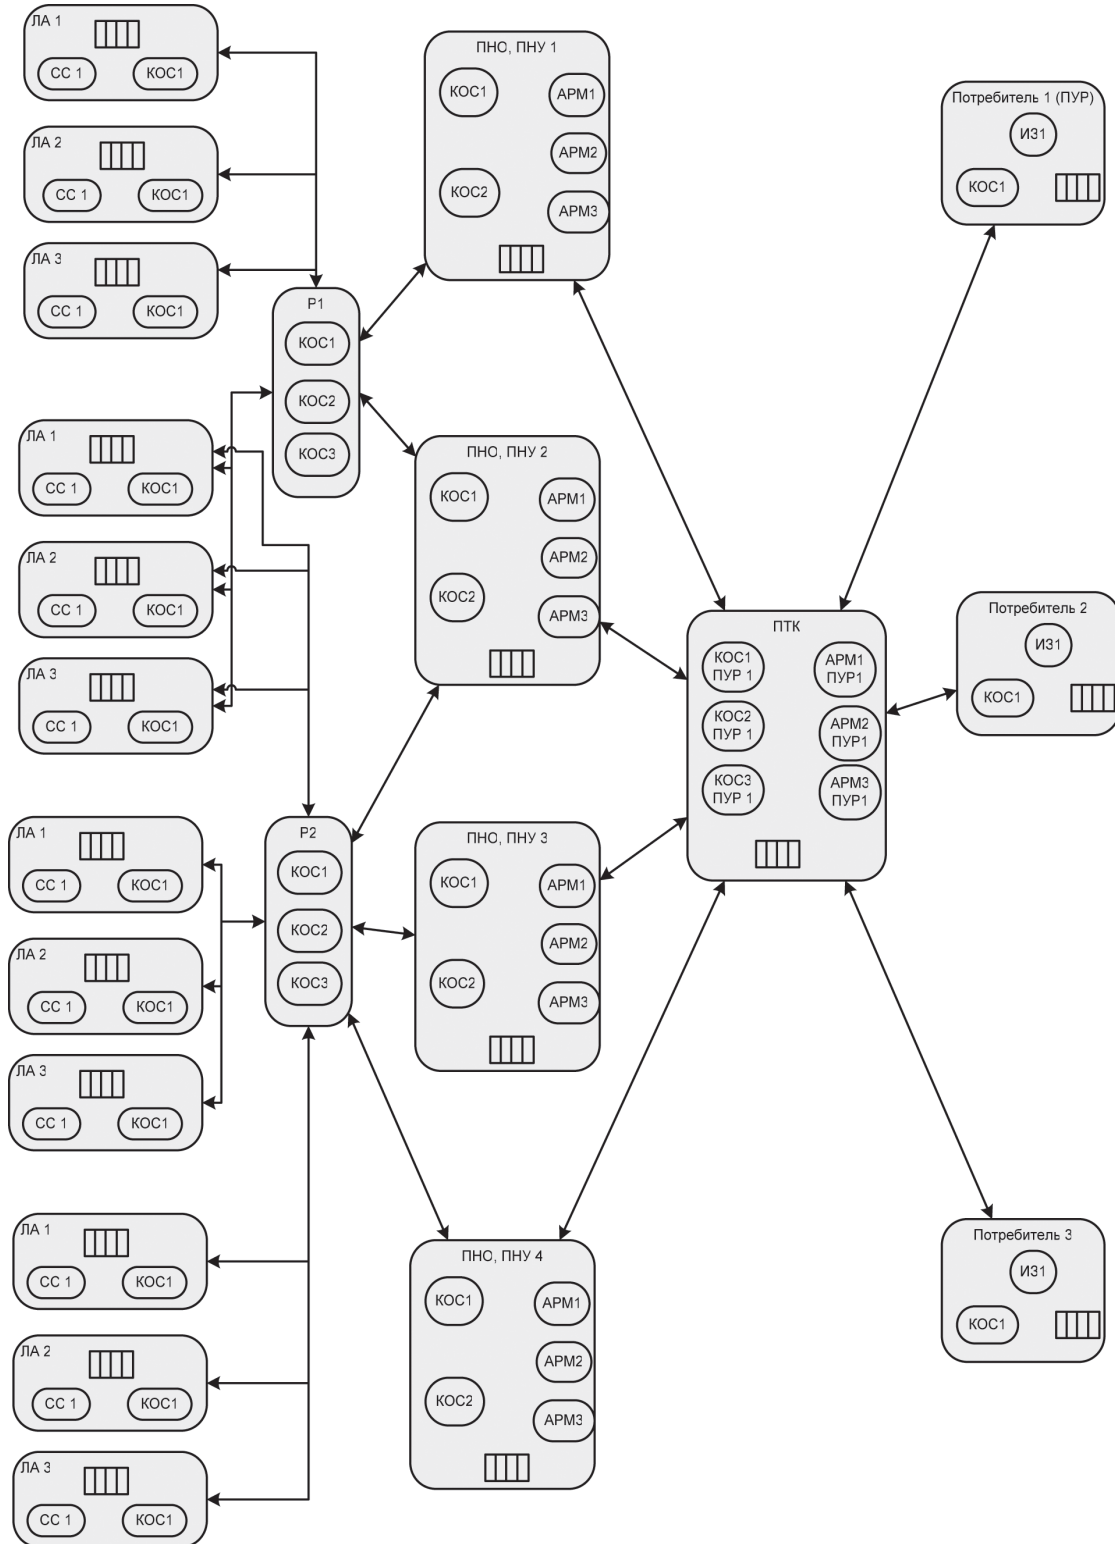 ЛА 1
СС 1
КОС1
ЛА 2
СС 1
КОС1
ЛА 3
СС 1
КОС1
Р1
КОС1
КОС2
КОС3
ПНО, ПНУ 1
КОС1
АРМ1
АРМ2
КОС2
АРМ3
Потребитель 1 (ПУР)
ИЗ1
КОС1
ЛА 1
СС 1
КОС1
ЛА 2
СС 1
КОС1
ЛА 3
СС 1
КОС1
ПНО, ПНУ 2
КОС1
АРМ1
АРМ2
КОС2
АРМ3
ПТК
КОС1
ПУР 1
АРМ1
ПУР1
КОС2
ПУР 1
АРМ2
ПУР1
КОС3
ПУР 1
АРМ3
ПУР1
Потребитель 2
ИЗ1
КОС1
ЛА 1
СС 1
КОС1
ЛА 2
СС 1
КОС1
ЛА 3
СС 1
КОС1
Р2
КОС1
КОС2
КОС3
ПНО, ПНУ 3
КОС1
АРМ1
АРМ2
КОС2
АРМ3
ЛА 1
СС 1
КОС1
ЛА 2
СС 1
КОС1
ЛА 3
СС 1
КОС1
ПНО, ПНУ 4
КОС1
АРМ1
АРМ2
КОС2
АРМ3
Потребитель 3
ИЗ1
КОС1